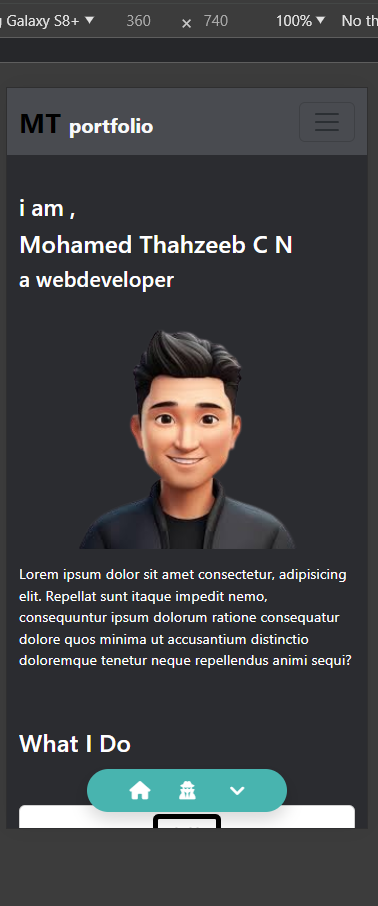 g Galaxy S8+ 360 × 740 100% No th
MT portfolio
i am ,
Mohamed Thahzeeb C N
a webdeveloper
Lorem ipsum dolor sit amet consectetur, adipisicing
elit. Repellat sunt itaque impedit nemo,
consequuntur ipsum dolorum ratione consequatur
dolore quos minima ut accusantium distinctio
doloremque tenetur neque repellendus animi sequi?
What I Do